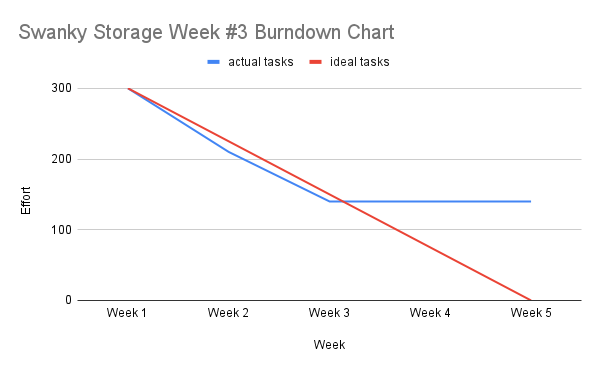 Swanky Storage Week #3 Burndown Chart
actual tasks
ideal tasks
300
200
100
0
Effort
Week 1
Week 2
Week 3
Week 4
Week 5
Week